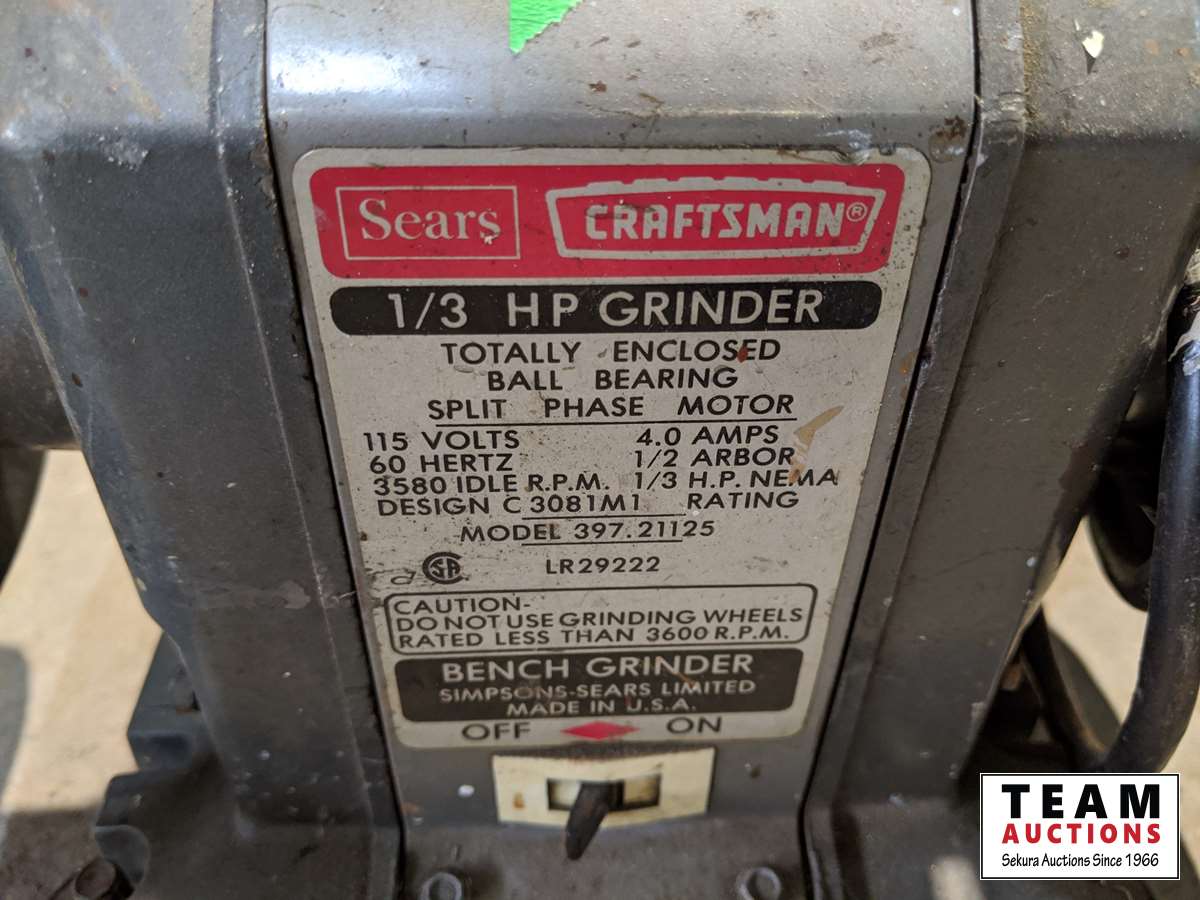 Sears CRAFTSMAN®
1/3 HP GRINDER
TOTALLY ENCLOSED
BALL BEARING
SPLIT PHASE MOTOR
115 VOLTS 4.0 AMPS
60 HERTZ 1/2 ARBOR
3580 IDLE R.P.M. 1/3 H.P. NEMA
DESIGN C 3081M1 RATING
MODEL 397.21125
SA LR29222
CAUTION-
DO NOT USE GRINDING WHEELS
RATED LESS THAN 3600 R.P.M.
BENCH GRINDER
SIMPSONS-SEARS LIMITED
MADE IN U.S.A.
OFF ON
TEAM
AUCTIONS
Sekura Auctions Since 1966